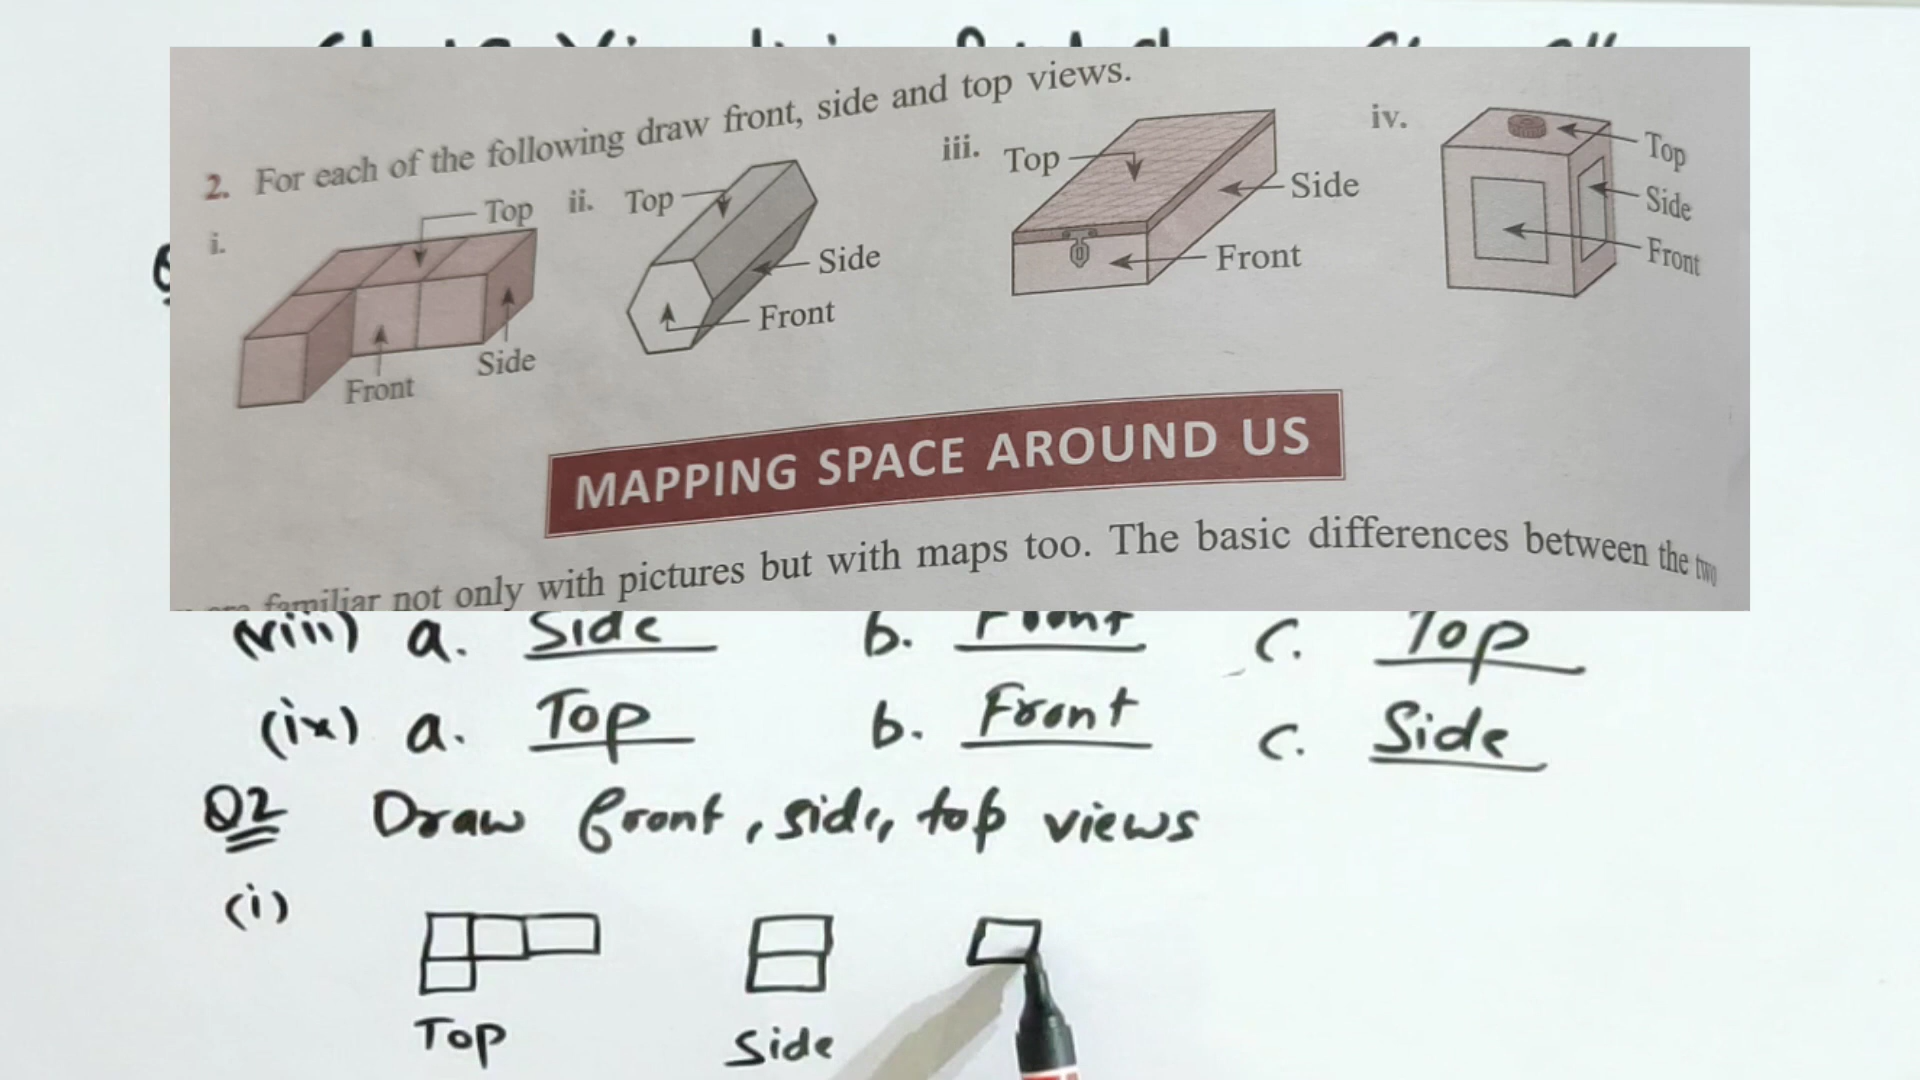 2. For each of the following draw front, side and top views.
i. Top Front Side
ii. Top Side Front
iii. Top Side Front
iv. Top Side Front
MAPPING SPACE AROUND US
familiar not only with pictures but with maps too. The basic differences between the two
(viii) a. Side b. Front c. Top
(ix) a. Top b. Front c. Side
Q2 Draw front, side, top views
(i)
Top Side